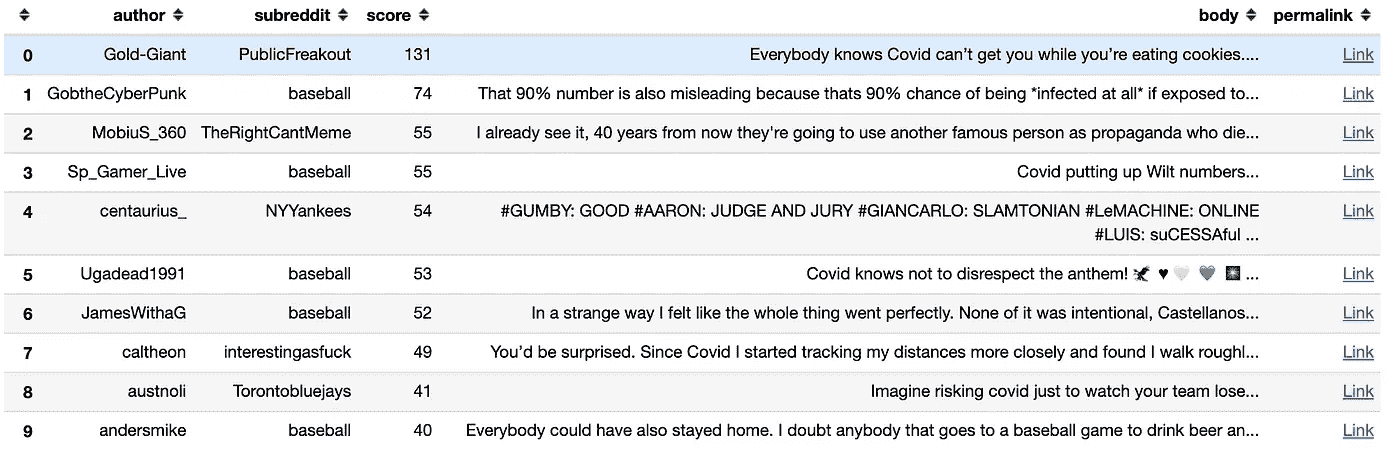 author subreddit score body permalink
0 Gold-Giant PublicFreakout 131 Everybody knows Covid can’t get you while you’re eating cookies.... Link
1 GobtheCyberPunk baseball 74 That 90% number is also misleading because thats 90% chance of being *infected at all* if exposed to... Link
2 MobiuS_360 TheRightCantMeme 55 I already see it, 40 years from now they're going to use another famous person as propaganda who die... Link
3 Sp_Gamer_Live baseball 55 Covid putting up Wilt numbers... Link
4 centaurius_ NYYankees 54 #GUMBY: GOOD #AARON: JUDGE AND JURY #GIANCARLO: SLAMTONIAN #LeMACHINE: ONLINE Link
#LUIS: suCESSAful ...
5 Ugadead1991 baseball 53 Covid knows not to disrespect the anthem! ... Link
6 JamesWithaG baseball 52 In a strange way I felt like the whole thing went perfectly. None of it was intentional, Castellanos... Link
7 caltheon interestingasfuck 49 You’d be surprised. Since Covid I started tracking my distances more closely and found I walk roughl... Link
8 austnoli Torontobluejays 41 Imagine risking covid just to watch your team lose... Link
9 andersmike baseball 40 Everybody could have also stayed home. I doubt anybody that goes to a baseball game to drink beer an... Link